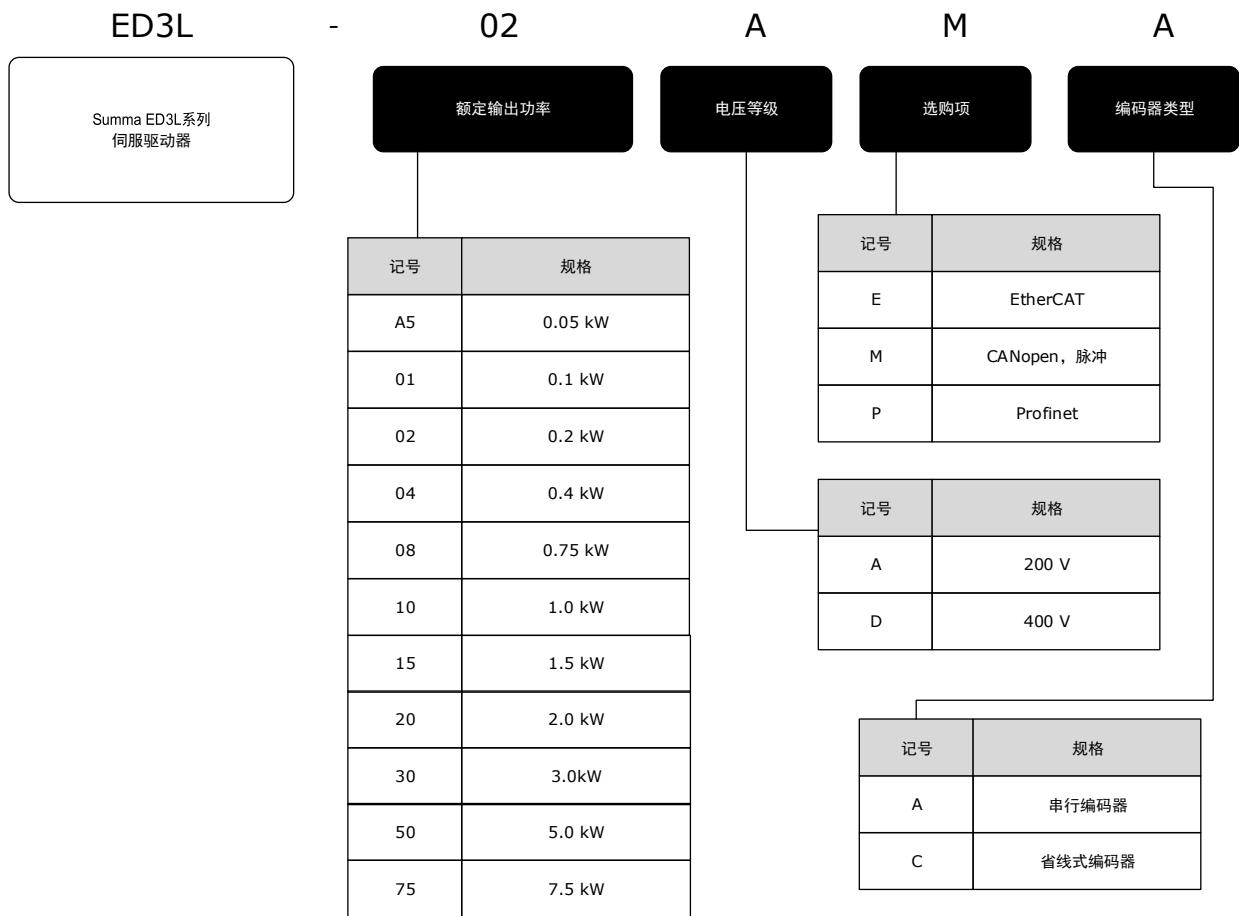 ED3L - 02 A M A
Summa ED3L系列
伺服驱动器
额定输出功率
电压等级
选购项
编码器类型
记号 规格
A5 0.05 kW
01 0.1 kW
02 0.2 kW
04 0.4 kW
08 0.75 kW
10 1.0 kW
15 1.5 kW
20 2.0 kW
30 3.0kW
50 5.0 kW
75 7.5 kW
记号 规格
E EtherCAT
M CANopen，脉冲
P Profinet
记号 规格
A 200 V
D 400 V
记号 规格
A 串行编码器
C 省线式编码器